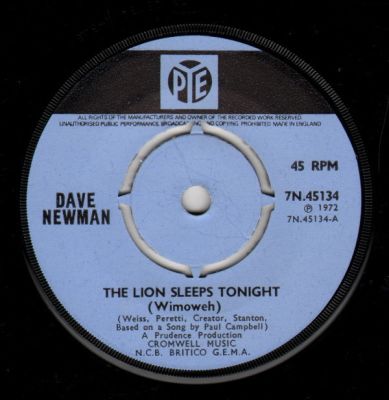 PYE
ALL RIGHTS OF THE MANUFACTURERS AND OWNER OF THE RECORDED WORK RESERVED.
UNAUTHORISED PUBLIC PERFORMANCE, BROADCASTING AND COPYING PROHIBITED MADE IN ENGLAND
45 RPM
DAVE
NEWMAN
7N.45134
Ⓟ 1972
7N.45134-A
THE LION SLEEPS TONIGHT
(Wimoweh)
(Weiss, Peretti, Creator, Stanton,
Based on a Song by Paul Campbell)
A Prudence Production
CROMWELL MUSIC
N.C.B. BRITICO G.E.M.A.